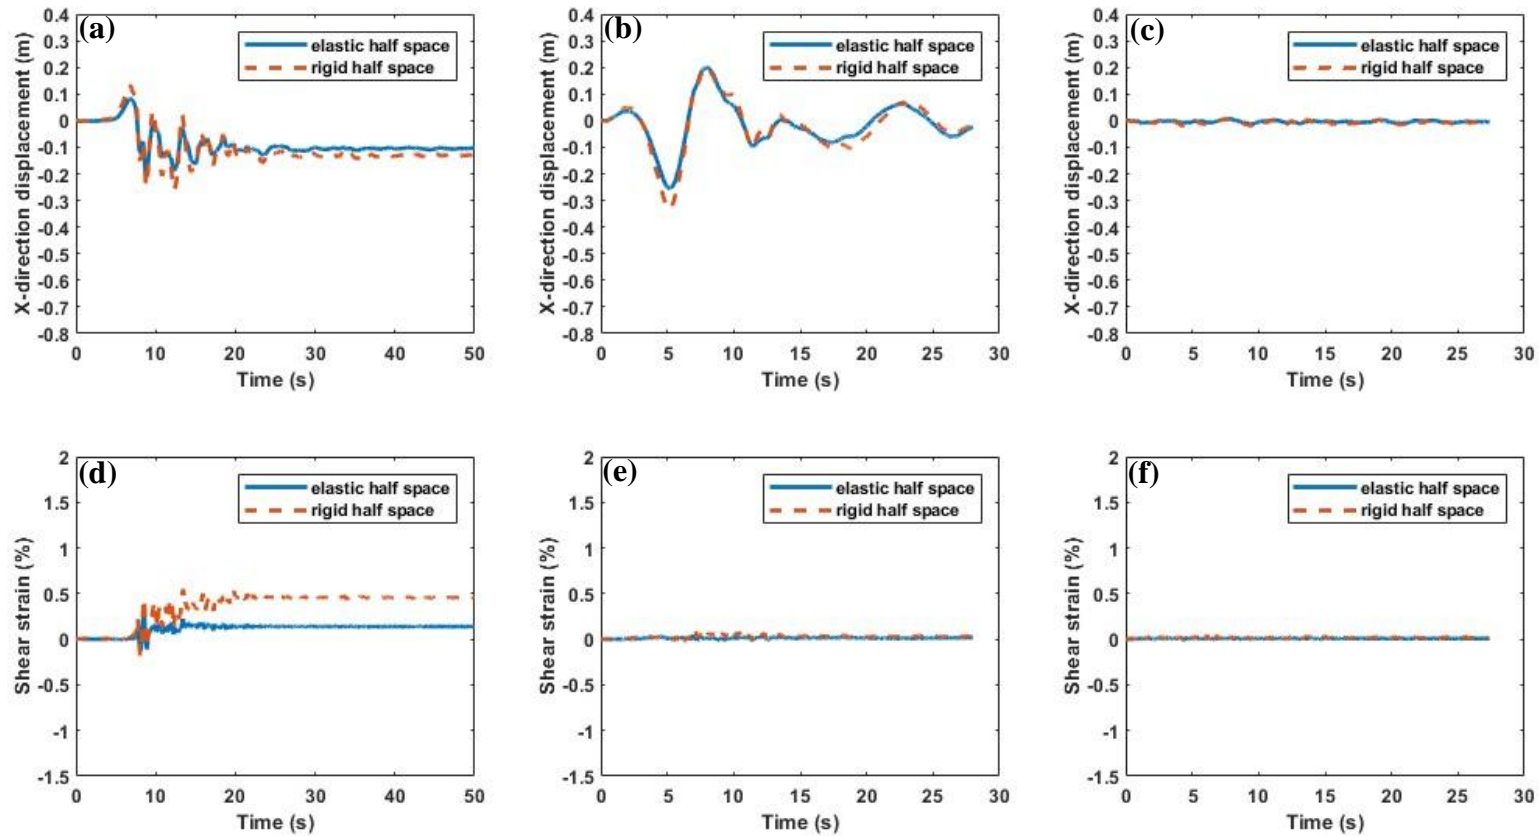 (a)
X-direction displacement (m)
0.4
0.3
0.2
0.1
0
-0.1
-0.2
-0.3
-0.4
-0.5
-0.6
-0.7
-0.8
elastic half space
rigid half space
0 10 20 30 40 50
Time (s)
(b)
X-direction displacement (m)
0.4
0.3
0.2
0.1
0
-0.1
-0.2
-0.3
-0.4
-0.5
-0.6
-0.7
-0.8
elastic half space
rigid half space
0 5 10 15 20 25 30
Time (s)
(c)
X-direction displacement (m)
0.4
0.3
0.2
0.1
0
-0.1
-0.2
-0.3
-0.4
-0.5
-0.6
-0.7
-0.8
elastic half space
rigid half space
0 5 10 15 20 25 30
Time (s)
(d)
Shear strain (%)
2
1.5
1
0.5
0
-0.5
-1
-1.5
elastic half space
rigid half space
0 10 20 30 40 50
Time (s)
(e)
Shear strain (%)
2
1.5
1
0.5
0
-0.5
-1
-1.5
elastic half space
rigid half space
0 5 10 15 20 25 30
Time (s)
(f)
Shear strain (%)
2
1.5
1
0.5
0
-0.5
-1
-1.5
elastic half space
rigid half space
0 5 10 15 20 25 30
Time (s)